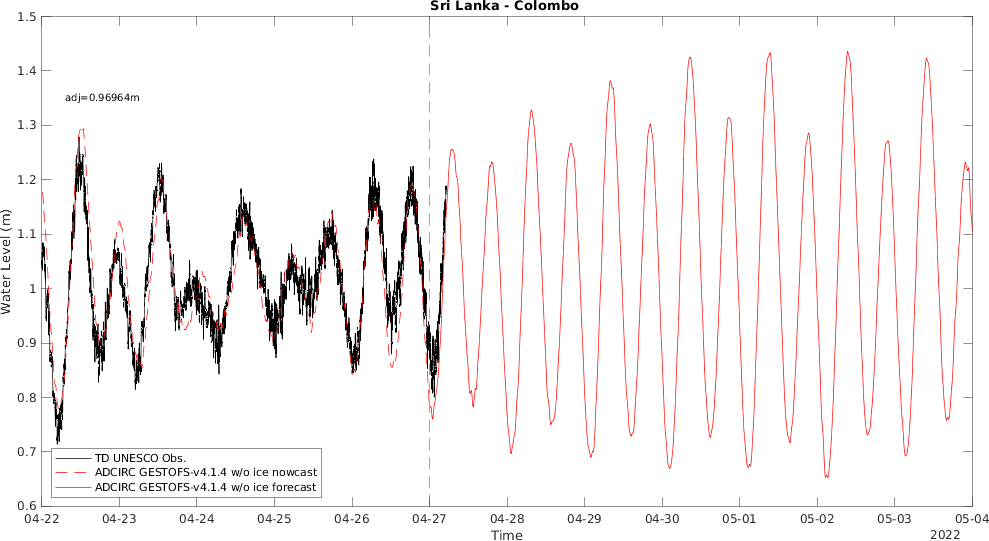 Sri Lanka - Colombo
1.5
1.4
adj=0.96964m
1.3
1.2
1.1
Water Level (m)
1
0.9
0.8
0.7
TD UNESCO Obs.
ADCIRC GESTOFS-v4.1.4 w/o ice nowcast
ADCIRC GESTOFS-v4.1.4 w/o ice forecast
0.6
04-22 04-23 04-24 04-25 04-26 04-27 04-28 04-29 04-30 05-01 05-02 05-03 05-04
Time
2022